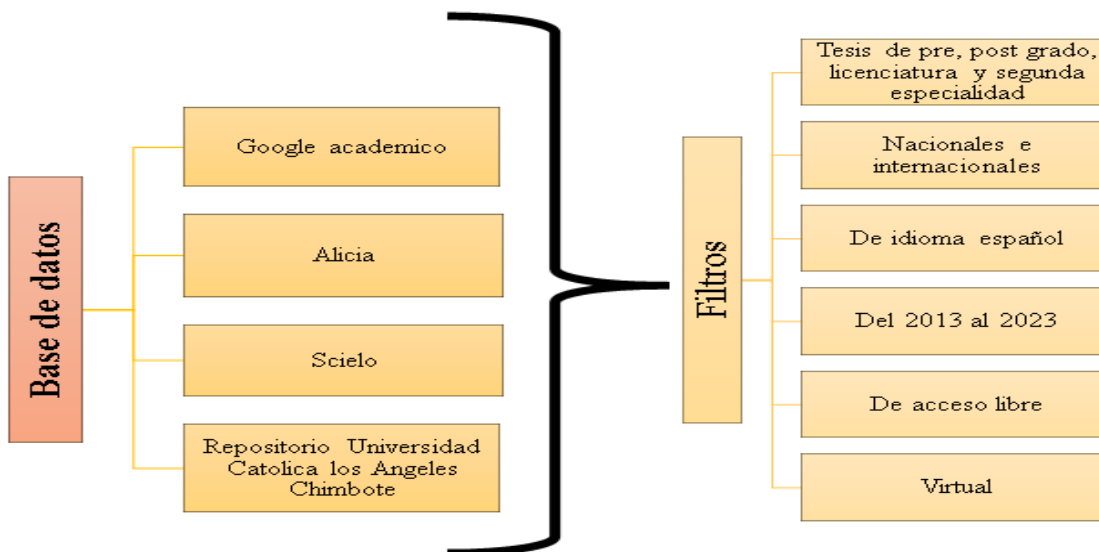 Base de datos
Google academico
Alicia
Scielo
Repositorio Universidad
Catolica los Angeles
Chimbote
Filtros
Tesis de pre, post grado,
licenciatura y segunda
especialidad
Nacionales e
internacionales
De idioma español
Del 2013 al 2023
De acceso libre
Virtual